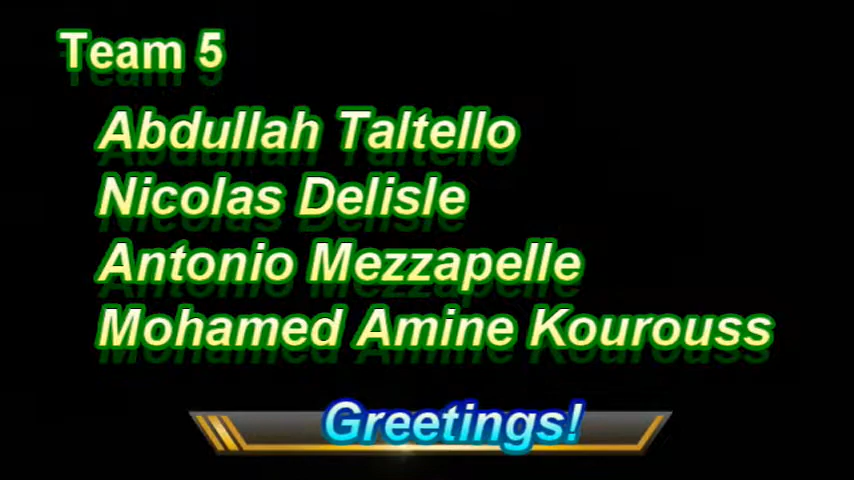 Team 5
Abdullah Taltello
Nicolas Delisle
Antonio Mezzapelle
Mohamed Amine Kourouss
Greetings!